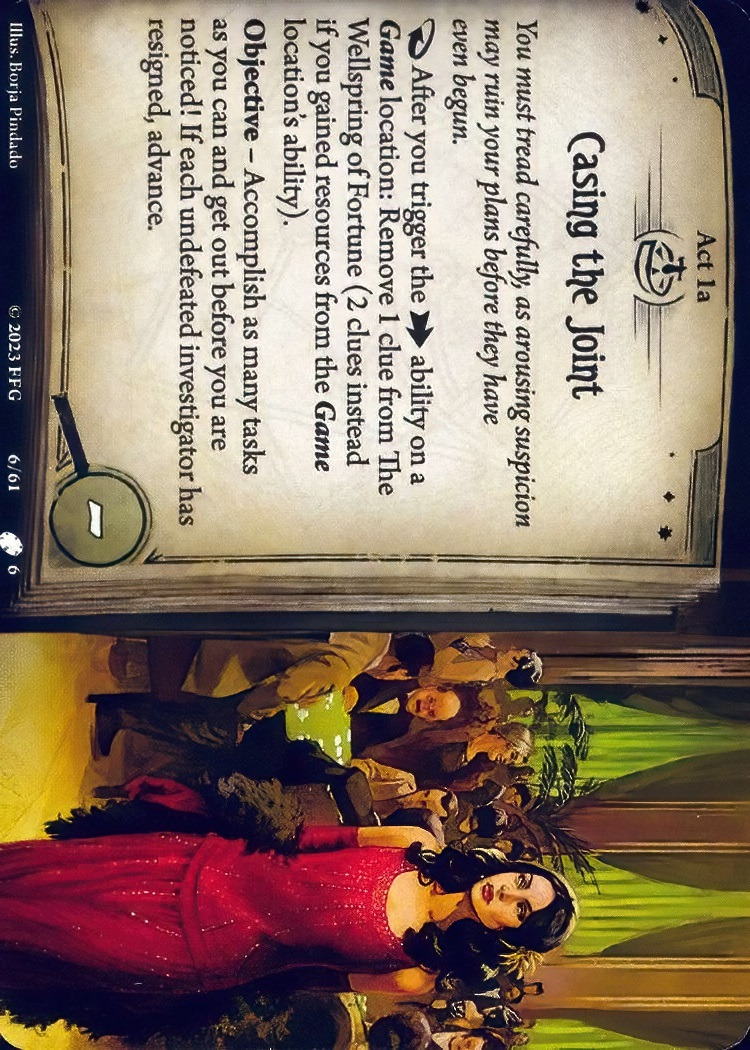 Act 1a
Casing the Joint
You must tread carefully, as arousing suspicion
may ruin your plans before they have
even begun.
After you trigger the ability on a
Game location: Remove 1 clue from The
Wellspring of Fortune (2 clues instead
if you gained resources from the Game
location's ability).
Objective – Accomplish as many tasks
as you can and get out before you are
noticed! If each undefeated investigator has
resigned, advance.
–
Illus. Borja Pindado
© 2023 FFG
6/61
6